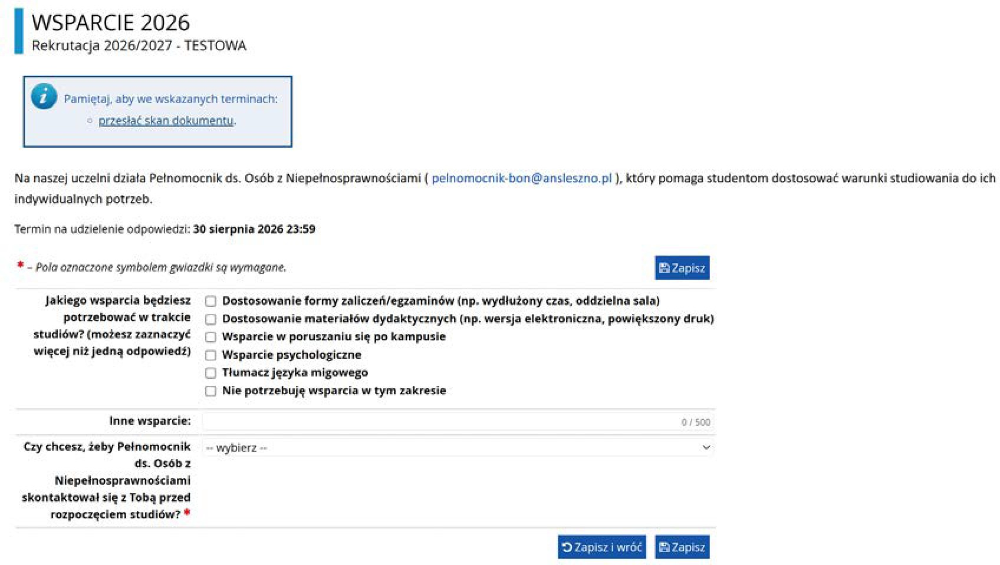 WSPARCIE 2026
Rekrutacja 2026/2027 - TESTOWA
Pamiętaj, aby we wskazanych terminach:
przesłać skan dokumentu.
Na naszej uczelni działa Pełnomocnik ds. Osób z Niepełnosprawnościami ( pelnomocnik-bon@ansleszno.pl ), który pomaga studentom dostosować warunki studiowania do ich
indywidualnych potrzeb.
Termin na udzielenie odpowiedzi: 30 sierpnia 2026 23:59
* – Pola oznaczone symbolem gwiazdki są wymagane.
Zapisz
Jakiego wsparcia będziesz
potrzebować w trakcie
studiów? (możesz zaznaczyć
więcej niż jedną odpowiedź)
Dostosowanie formy zaliczeń/egzaminów (np. wydłużony czas, oddzielna sala)
Dostosowanie materiałów dydaktycznych (np. wersja elektroniczna, powiększony druk)
Wsparcie w poruszaniu się po kampusie
Wsparcie psychologiczne
Tłumacz języka migowego
Nie potrzebuję wsparcia w tym zakresie
Inne wsparcie:
0 / 500
Czy chcesz, żeby Pełnomocnik
ds. Osób z
Niepełnosprawnościami
skontaktował się z Tobą przed
rozpoczęciem studiów? *
-- wybierz --
Zapisz i wróć
Zapisz